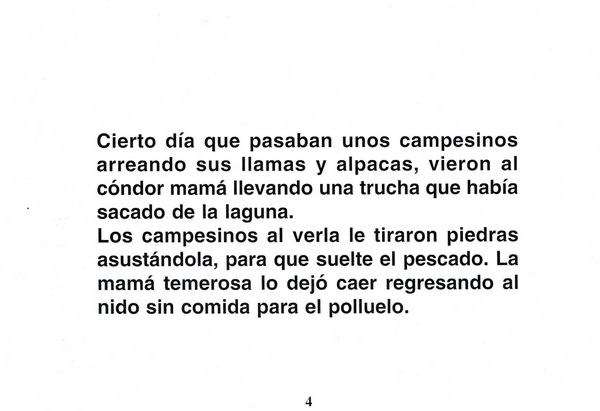 Cierto día que pasaban unos campesinos
arreando sus llamas y alpacas, vieron al
cóndor mamá llevando una trucha que había
sacado de la laguna.
Los campesinos al verla le tiraron piedras
asustándola, para que suelte el pescado. La
mamá temerosa lo dejó caer regresando al
nido sin comida para el polluelo.
4